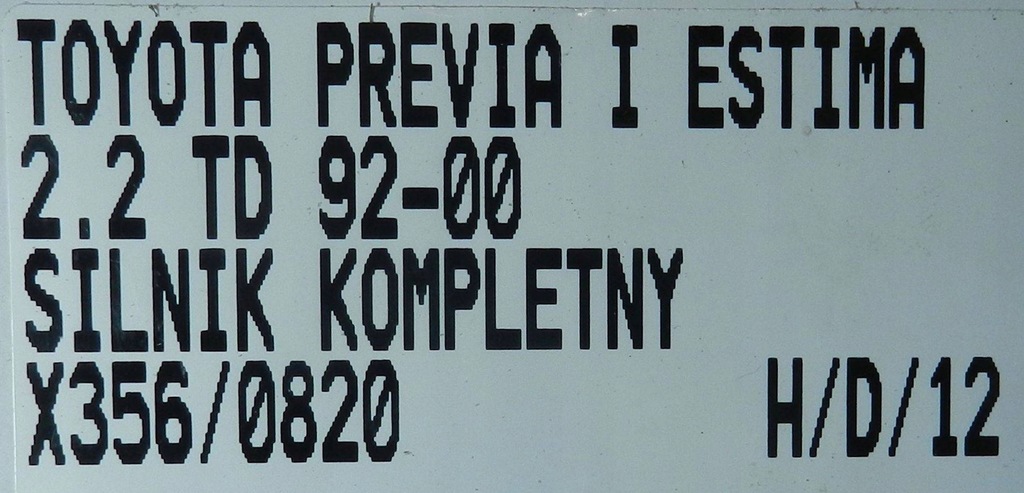 TOYOTA PREVIA I ESTIMA
2.2 TD 92-00
SILNIK KOMPLETNY
X356/0820 H/D/12